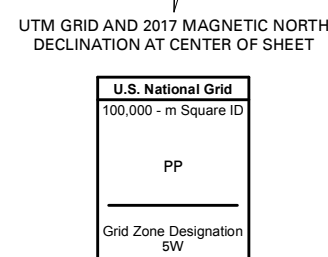 UTM GRID AND 2017 MAGNETIC NORTH
DECLINATION AT CENTER OF SHEET
U.S. National Grid
100,000 - m Square ID
PP
Grid Zone Designation
5W